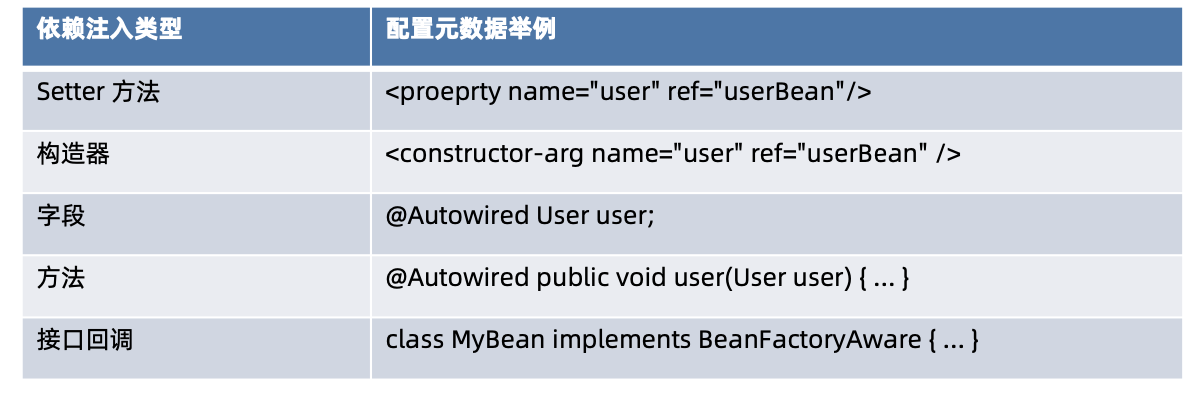 依赖注入类型 配置元数据举例
Setter 方法 <proeprty name="user" ref="userBean"/>
构造器 <constructor-arg name="user" ref="userBean" />
字段 @Autowired User user;
方法 @Autowired public void user(User user) { ... }
接口回调 class MyBean implements BeanFactoryAware { ... }